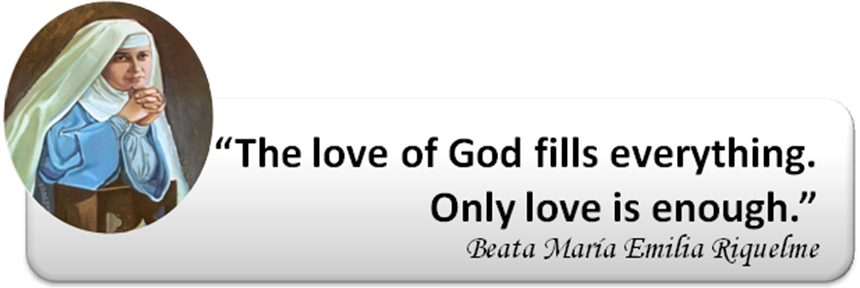 “The love of God fills everything.
Only love is enough.”
Beata María Emilia Riquelme